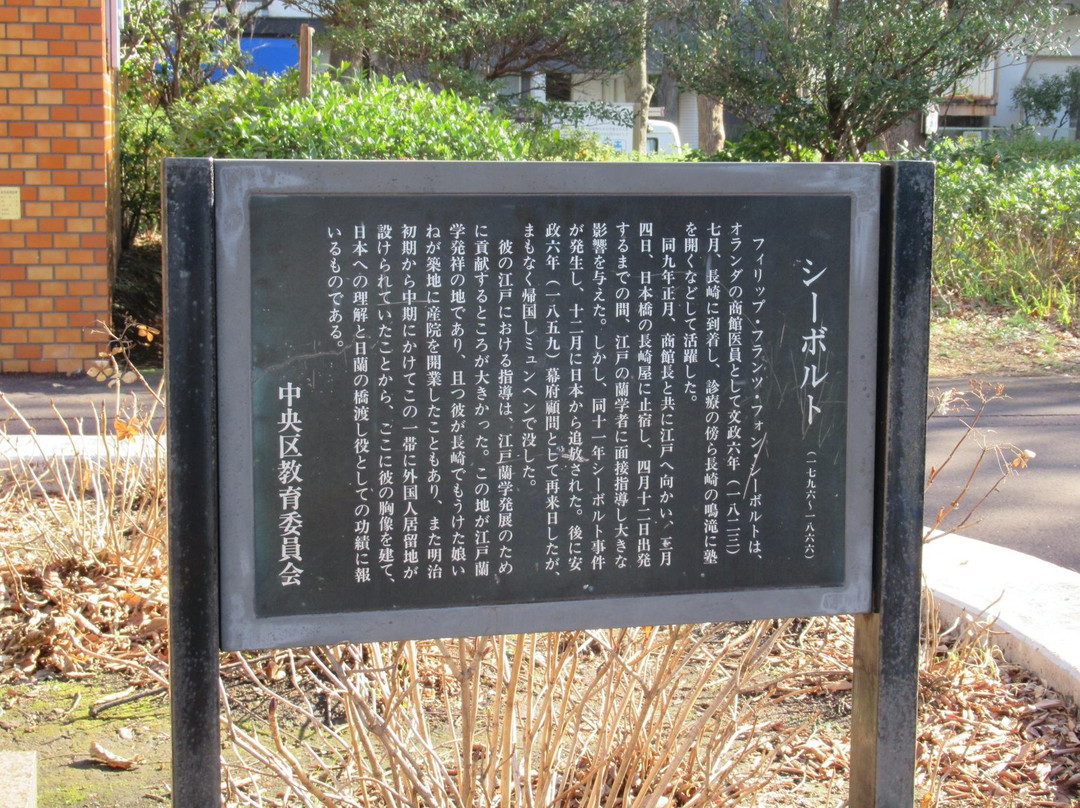 シーボルト
(一七九六〜一八六六)
フィリップ・フランツ・フォン・シーボルトは、
オランダの商館医員として文政六年(一八二三)
七月、長崎に到着し、診療の傍ら長崎の鳴滝に塾
を開くなどして活躍した。
同九年正月、商館長と共に江戸へ向かい、三月
四日、日本橋の長崎屋に止宿し、四月十二日出発
するまでの間、江戸の蘭学者に面接指導し大きな
影響を与えた。しかし、同十一年シーボルト事件
が発生し、十二月に日本から追放された。後に安
政六年(一八五九)幕府顧問として再来日したが、
まもなく帰国しミュンヘンで没した。
彼の江戸における指導は、江戸蘭学発展のため
に貢献するところが大きかった。この地が江戸蘭
学発祥の地であり、且つ彼が長崎でもうけた娘い
ねが築地に産院を開業したこともあり、また明治
初期から中期にかけてこの一帯に外国人居留地が
設けられていたことから、ここに彼の胸像を建て、
日本への理解と日蘭の橋渡し役としての功績に報
いるものである。
中央区教育委員会